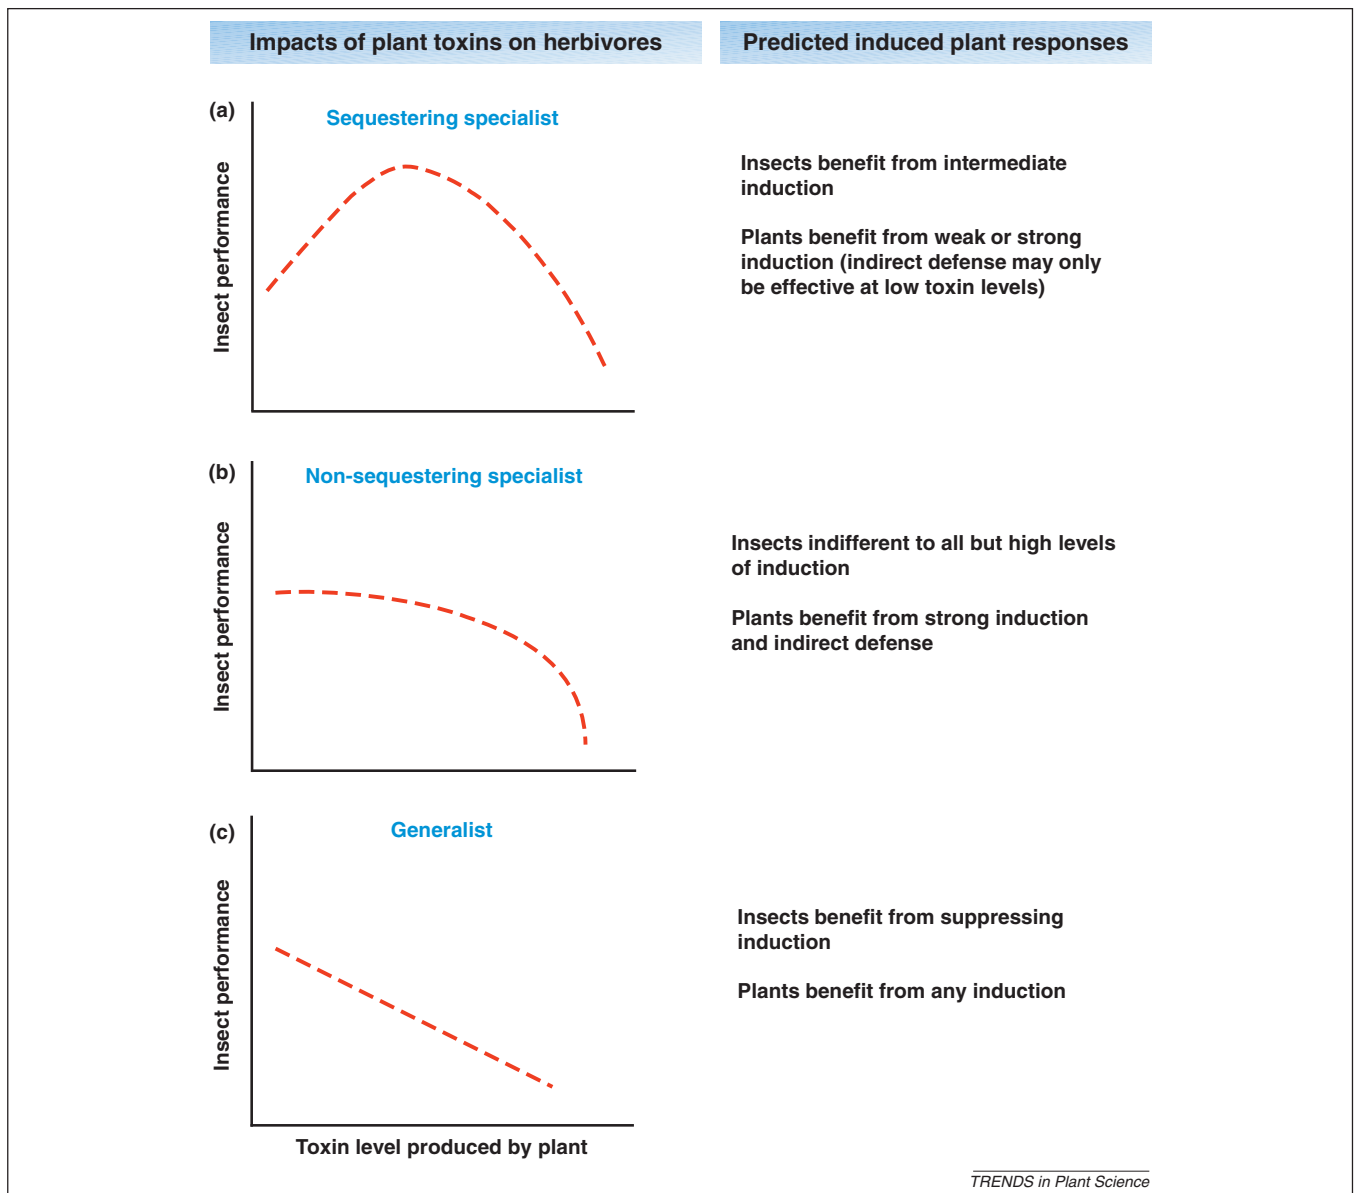 Impacts of plant toxins on herbivores
Predicted induced plant responses
(a)
Sequestering specialist
Insect performance
Insects benefit from intermediate
induction
Plants benefit from weak or strong
induction (indirect defense may only
be effective at low toxin levels)
(b)
Non-sequestering specialist
Insect performance
Insects indifferent to all but high levels
of induction
Plants benefit from strong induction
and indirect defense
(c)
Generalist
Insect performance
Insects benefit from suppressing
induction
Plants benefit from any induction
Toxin level produced by plant
TRENDS in Plant Science